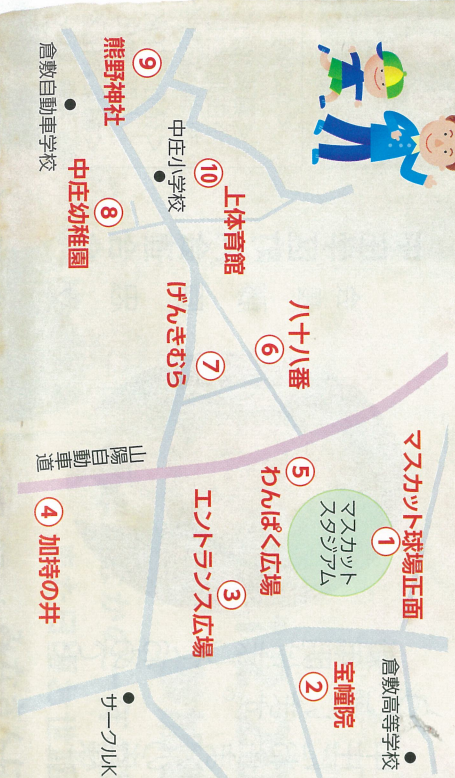 ⑨
熊野神社
倉敷自動車学校
中庄小学校
⑩
上体育館
⑧
中庄幼稚園
げんきむら
⑦
八十八番
⑥
山陽自動車道
⑤
わんぱく広場
マスカット
スタジアム
①
マスカット球場正面
④ 加持の井
エントランス広場
③
宝幢院
②
倉敷高等学校
サークルK